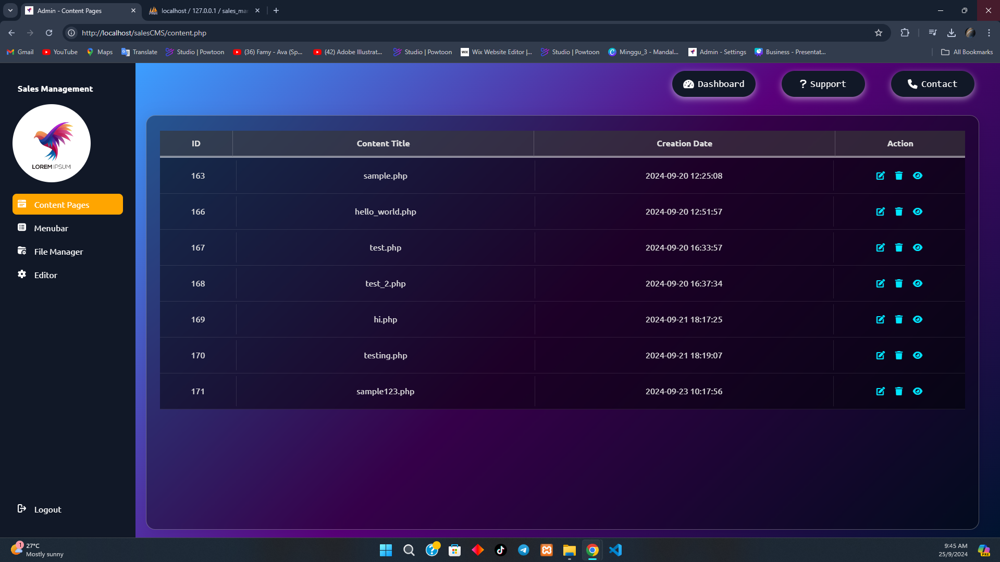 Admin - Content Pages
localhost / 127.0.0.1 / sales_ma
http://localhost/salesCMS/content.php
Gmail
YouTube
Maps
Translate
Studio | Powtoon
(36) Famy - Ava (Sp...
(42) Adobe Illustrat...
Studio | Powtoon
WIX
Wix Website Editor |...
Studio | Powtoon
Minggu_3 - Mandal...
Admin - Settings
Business - Presentat...
All Bookmarks
Sales Management
LOREM IPSUM
Content Pages
Menubar
File Manager
Editor
Logout
Dashboard
? Support
Contact
ID Content Title Creation Date Action
163 sample.php 2024-09-20 12:25:08
166 hello_world.php 2024-09-20 12:51:57
167 test.php 2024-09-20 16:33:57
168 test_2.php 2024-09-20 16:37:34
169 hi.php 2024-09-21 18:17:25
170 testing.php 2024-09-21 18:19:07
171 sample123.php 2024-09-23 10:17:56
1
27°C
Mostly sunny
9:45 AM
25/9/2024
PRE